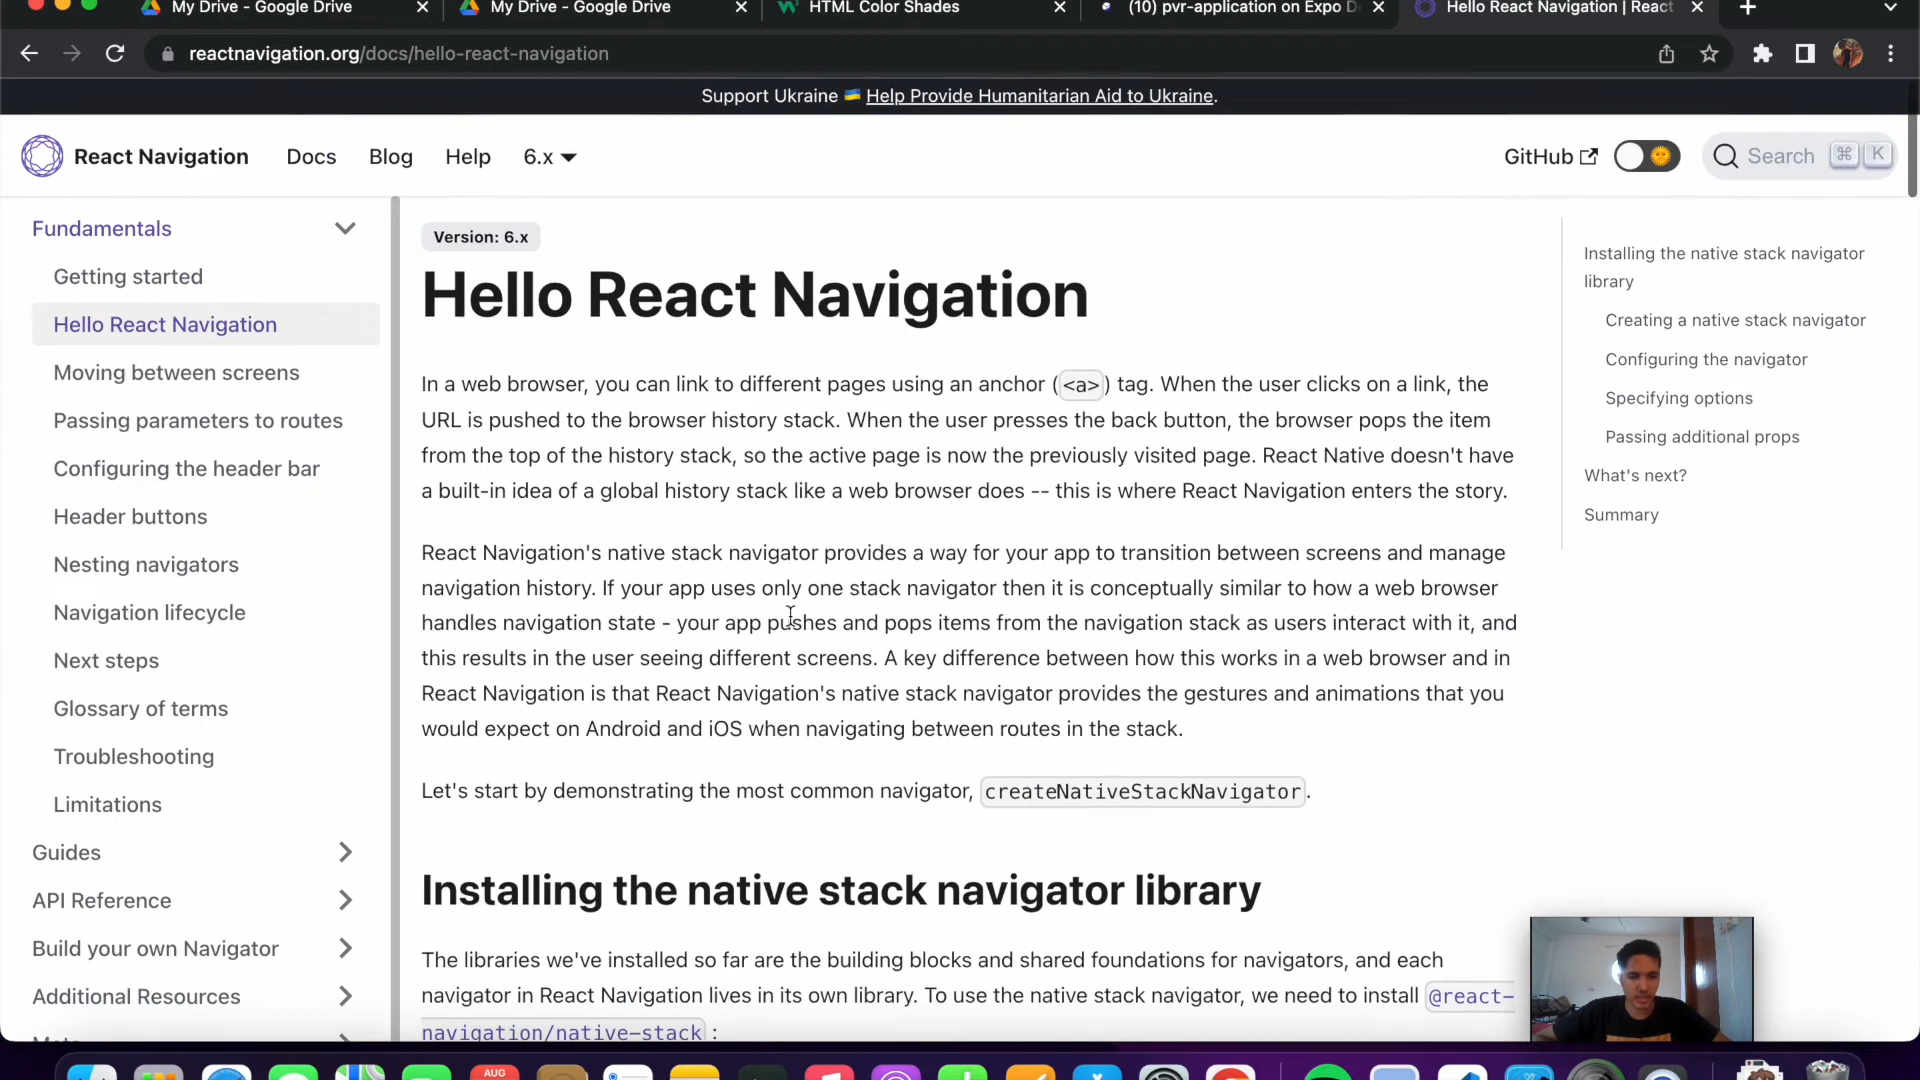 My Drive - Google Drive
My Drive - Google Drive
HTML Color Shades
(10) pvr-application on Expo D
Hello React Navigation | React
reactnavigation.org/docs/hello-react-navigation
Support Ukraine 🇺🇦 Help Provide Humanitarian Aid to Ukraine.
React Navigation
Docs
Blog
Help
6.x
GitHub
Search
⌘
K
Fundamentals
Getting started
Hello React Navigation
Moving between screens
Passing parameters to routes
Configuring the header bar
Header buttons
Nesting navigators
Navigation lifecycle
Next steps
Glossary of terms
Troubleshooting
Limitations
Guides
API Reference
Build your own Navigator
Additional Resources
Version: 6.x
Hello React Navigation
In a web browser, you can link to different pages using an anchor (<a>) tag. When the user clicks on a link, the
URL is pushed to the browser history stack. When the user presses the back button, the browser pops the item
from the top of the history stack, so the active page is now the previously visited page. React Native doesn't have
a built-in idea of a global history stack like a web browser does -- this is where React Navigation enters the story.
React Navigation's native stack navigator provides a way for your app to transition between screens and manage
navigation history. If your app uses only one stack navigator then it is conceptually similar to how a web browser
handles navigation state - your app pushes and pops items from the navigation stack as users interact with it, and
this results in the user seeing different screens. A key difference between how this works in a web browser and in
React Navigation is that React Navigation's native stack navigator provides the gestures and animations that you
would expect on Android and iOS when navigating between routes in the stack.
Let's start by demonstrating the most common navigator, createNativeStackNavigator.
Installing the native stack navigator library
The libraries we've installed so far are the building blocks and shared foundations for navigators, and each
navigator in React Navigation lives in its own library. To use the native stack navigator, we need to install @react-
navigation/native-stack :
Installing the native stack navigator
library
Creating a native stack navigator
Configuring the navigator
Specifying options
Passing additional props
What's next?
Summary
AUG